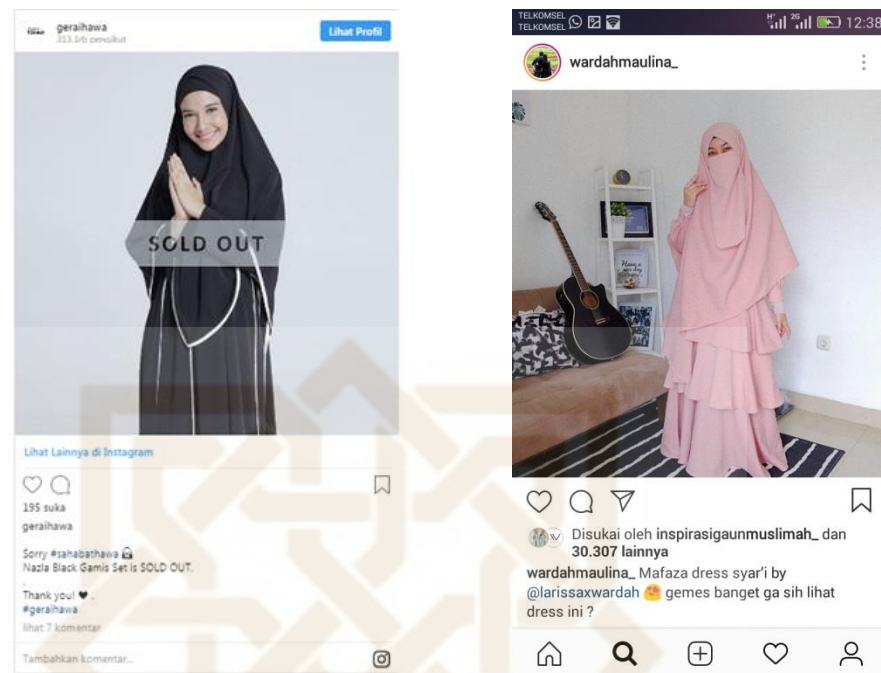 geraihawa
313.1rb pengikut
Lihat Profil
SOLD OUT
Lihat Lainnya di Instagram
195 suka
geraihawa
Sorry #sahabathawa
Nazla Black Gamis Set is SOLD OUT.
.
Thank you! ♥ .
#geraihawa
lihat 7 komentar
Tambahkan komentar...
TELKOMSEL
TELKOMSEL
H+ 2G 12:38
wardahmaulina_
Disukai oleh inspirasigaunmuslimah_ dan
30.307 lainnya
wardahmaulina_ Mafaza dress syar'i by
@larissaxwardah 😍 gemes banget ga sih lihat
dress ini ?